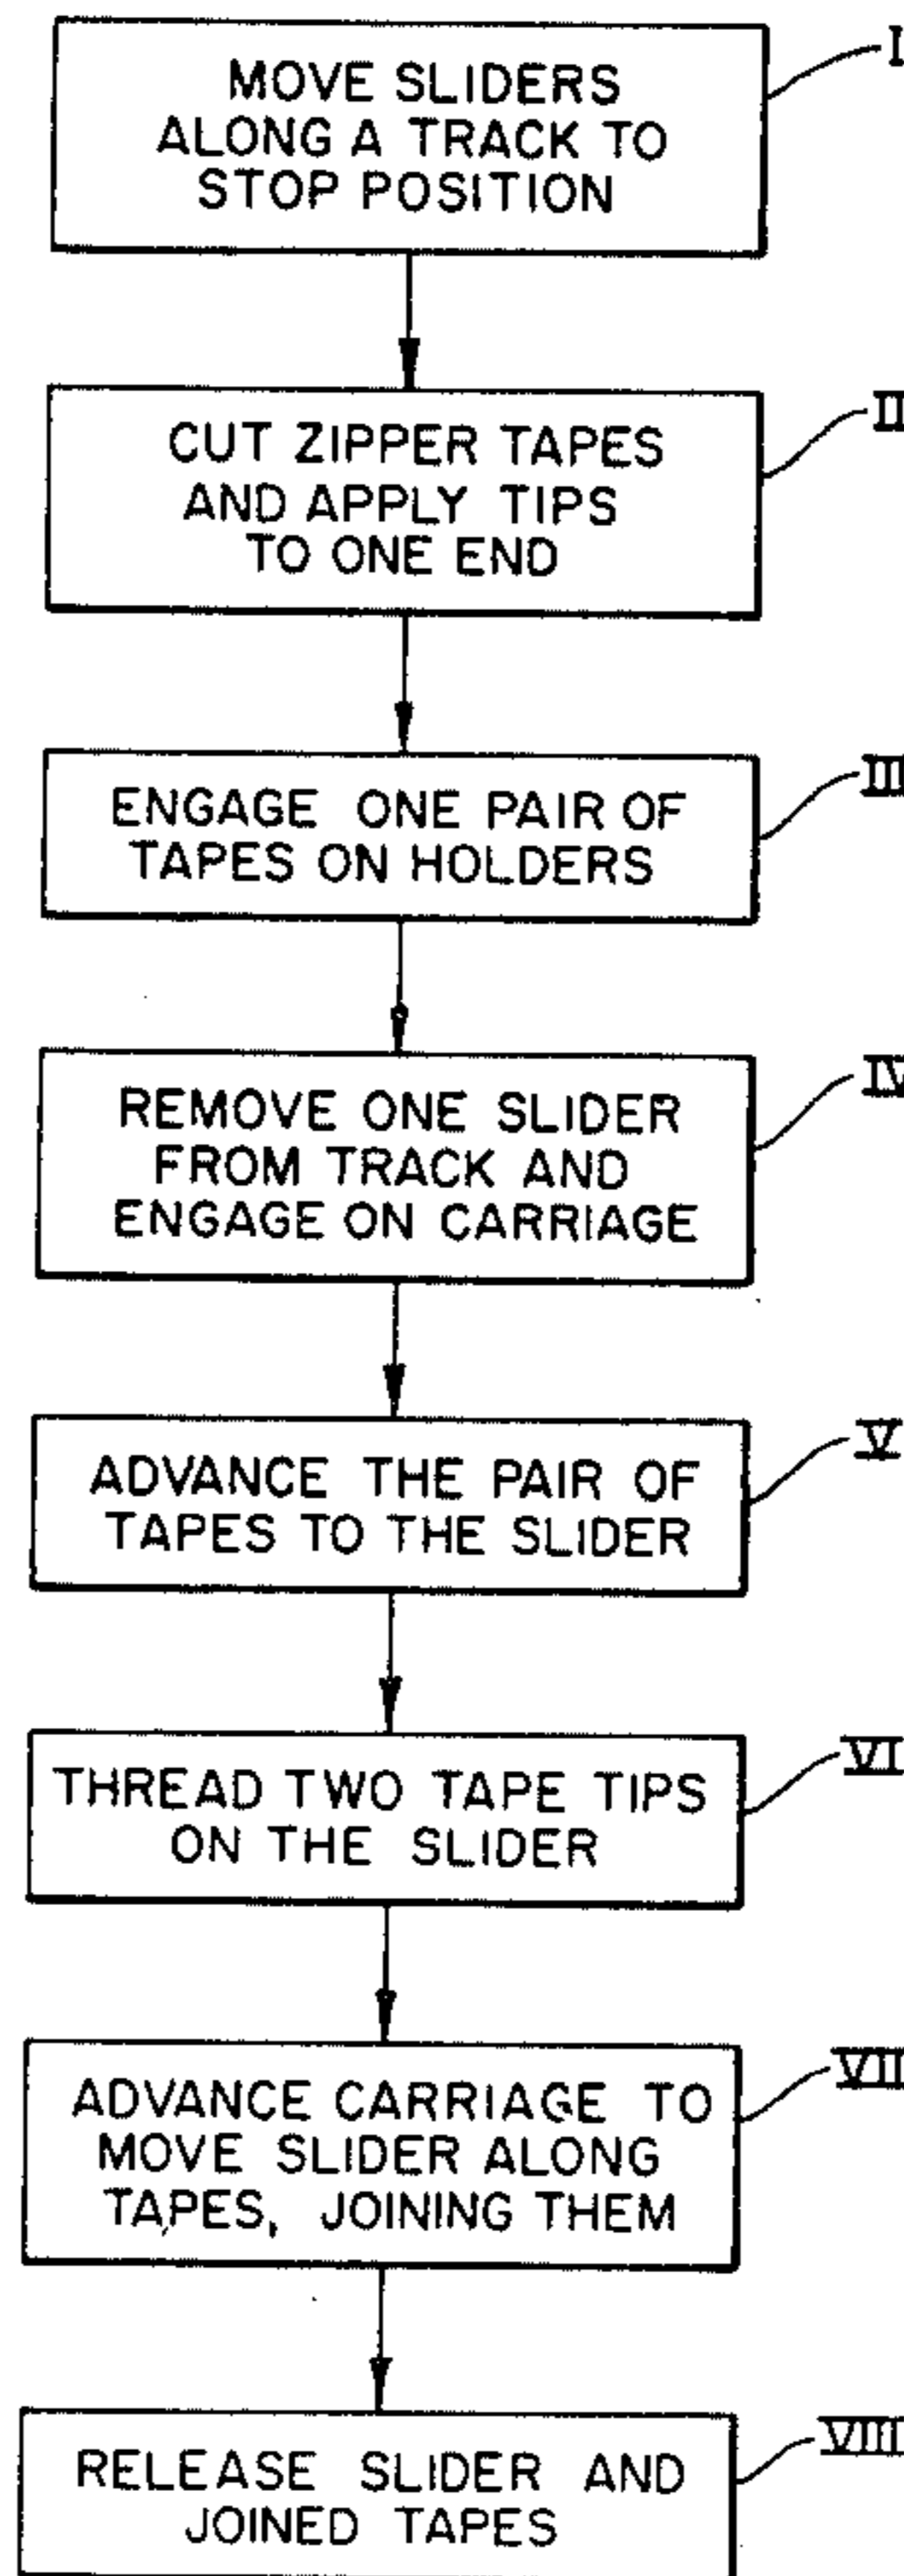 MOVE SLIDERS
ALONG A TRACK TO
STOP POSITION
I
CUT ZIPPER TAPES
AND APPLY TIPS
TO ONE END
II
ENGAGE ONE PAIR OF
TAPES ON HOLDERS
III
REMOVE ONE SLIDER
FROM TRACK AND
ENGAGE ON CARRIAGE
IV
ADVANCE THE PAIR OF
TAPES TO THE SLIDER
V
THREAD TWO TAPE TIPS
ON THE SLIDER
VI
ADVANCE CARRIAGE TO
MOVE SLIDER ALONG
TAPES, JOINING THEM
VII
RELEASE SLIDER AND
JOINED TAPES
VIII